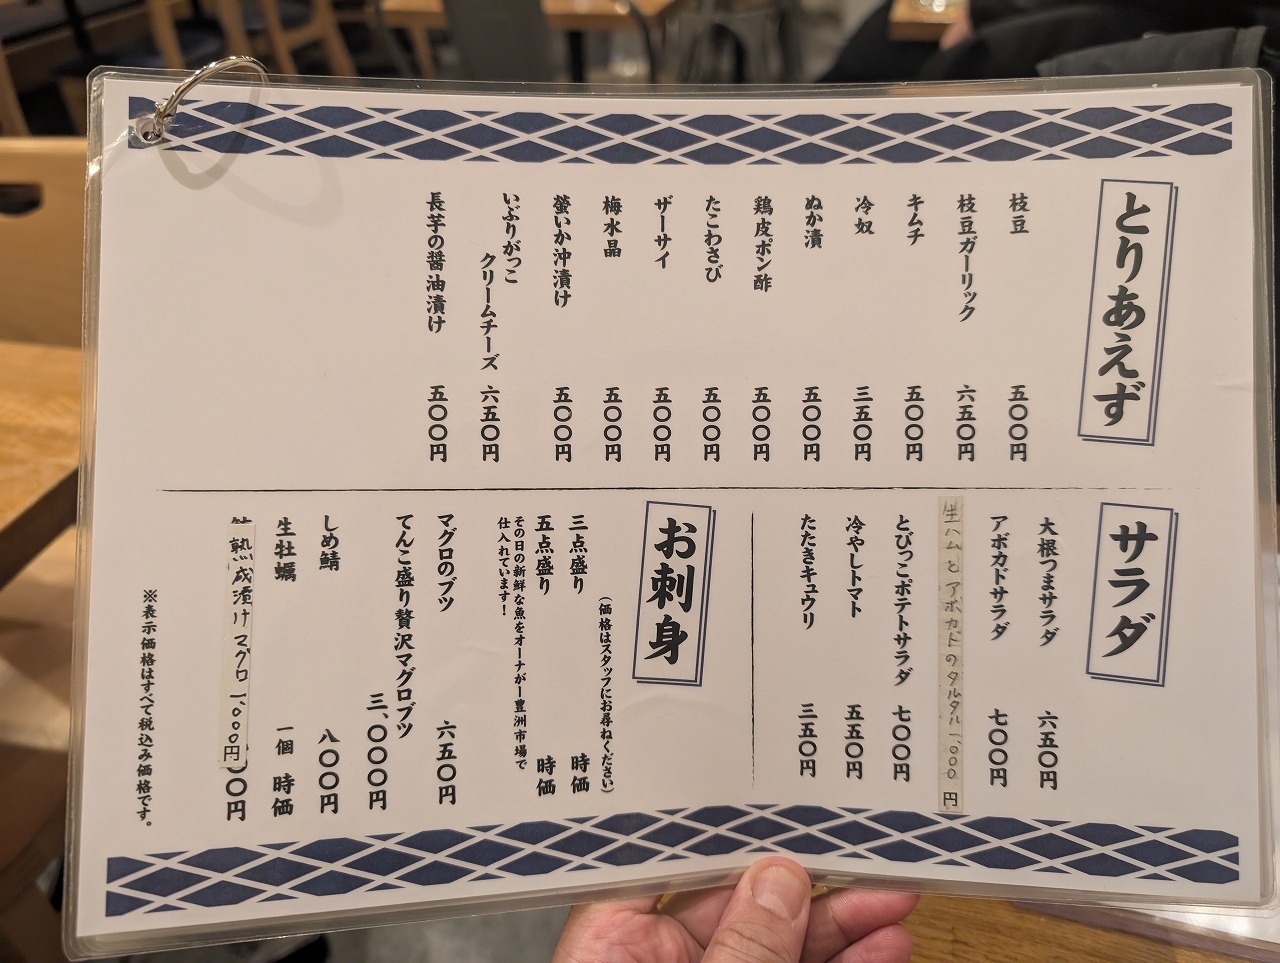 とりあえず
枝豆 五〇〇円
枝豆ガーリック 六五〇円
キムチ 五〇〇円
冷奴 三五〇円
ぬか漬 五〇〇円
鶏皮ポン酢 五〇〇円
たこわさび 五〇〇円
ザーサイ 五〇〇円
梅水晶 五〇〇円
螢いか沖漬け 五〇〇円
いぶりがっこ
クリームチーズ 六五〇円
長芋の醤油漬け 五〇〇円
サラダ
大根つまサラダ 六五〇円
アボカドサラダ 七〇〇円
生ハムとアボカドのタルタル 1,000円
とびっこポテトサラダ 七〇〇円
冷やしトマト 五五〇円
たたきキュウリ 三五〇円
お刺身
(価格はスタッフにお尋ねください)
三点盛り 時価
五点盛り 時価
その日の新鮮な魚をオーナがー豊洲市場で
仕入れています!
マグロのブツ 六五〇円
てんこ盛り贅沢マグロブツ
三、〇〇〇円
しめ鯖 八〇〇円
生牡蠣 一個 時価
熟成漬けマグロ 1,000円
〇円
※表示価格はすべて税込み価格です。